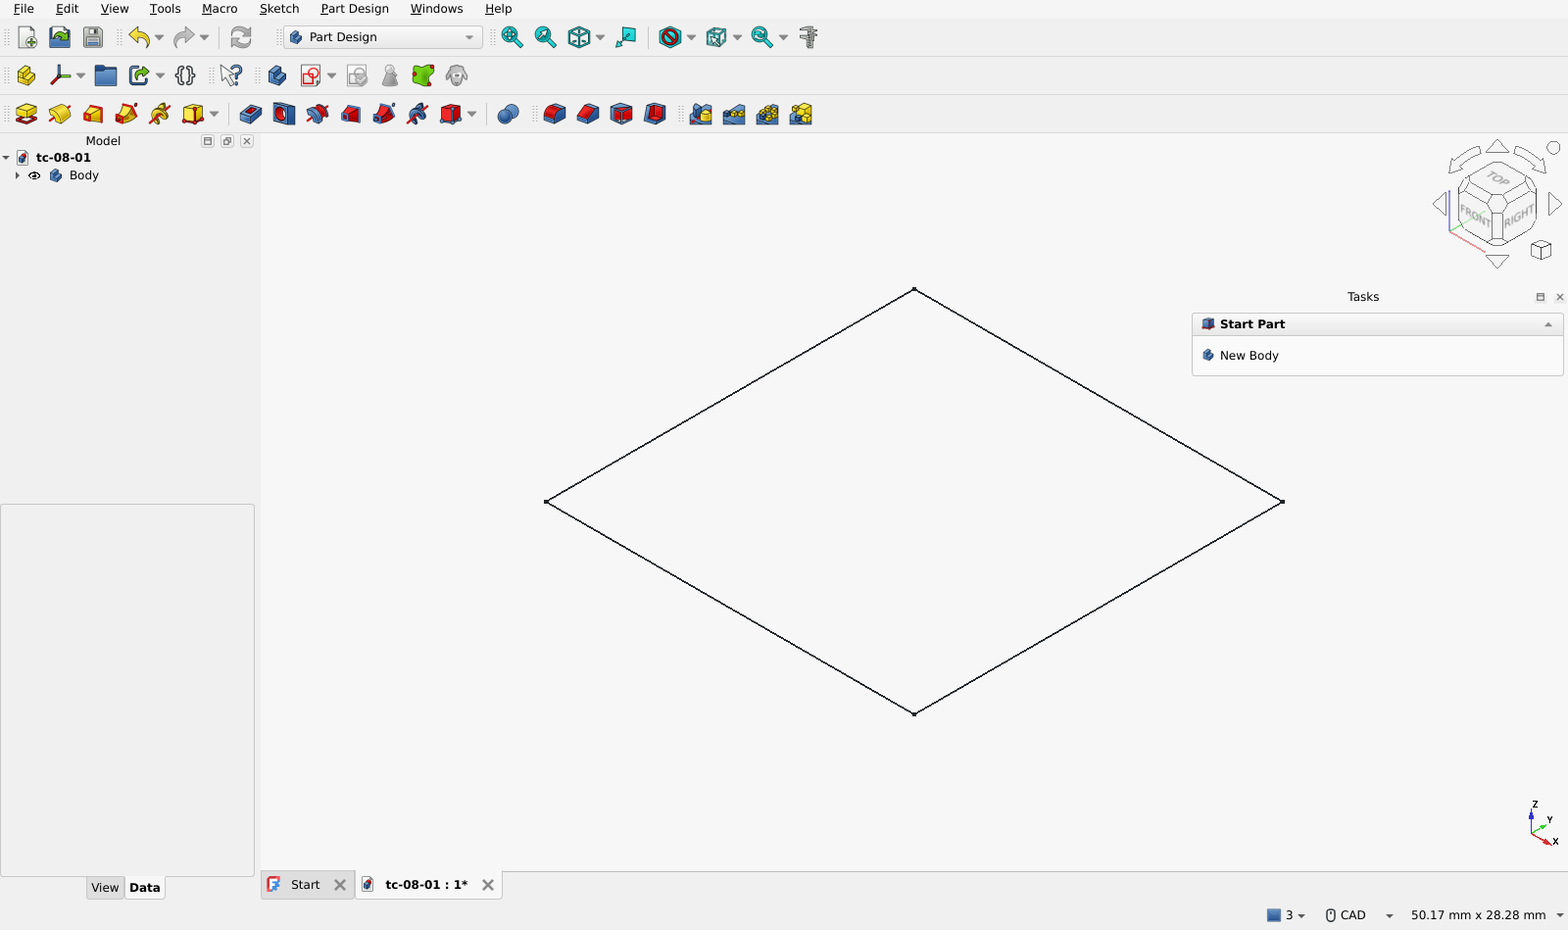 File Edit View Tools Macro Sketch Part Design Windows Help
Part Design
Model
tc-08-01
Body
TOP
FRONT RIGHT
Tasks
Start Part
New Body
Z
Y
X
View Data
Start tc-08-01 : 1*
3 CAD 50.17 mm x 28.28 mm